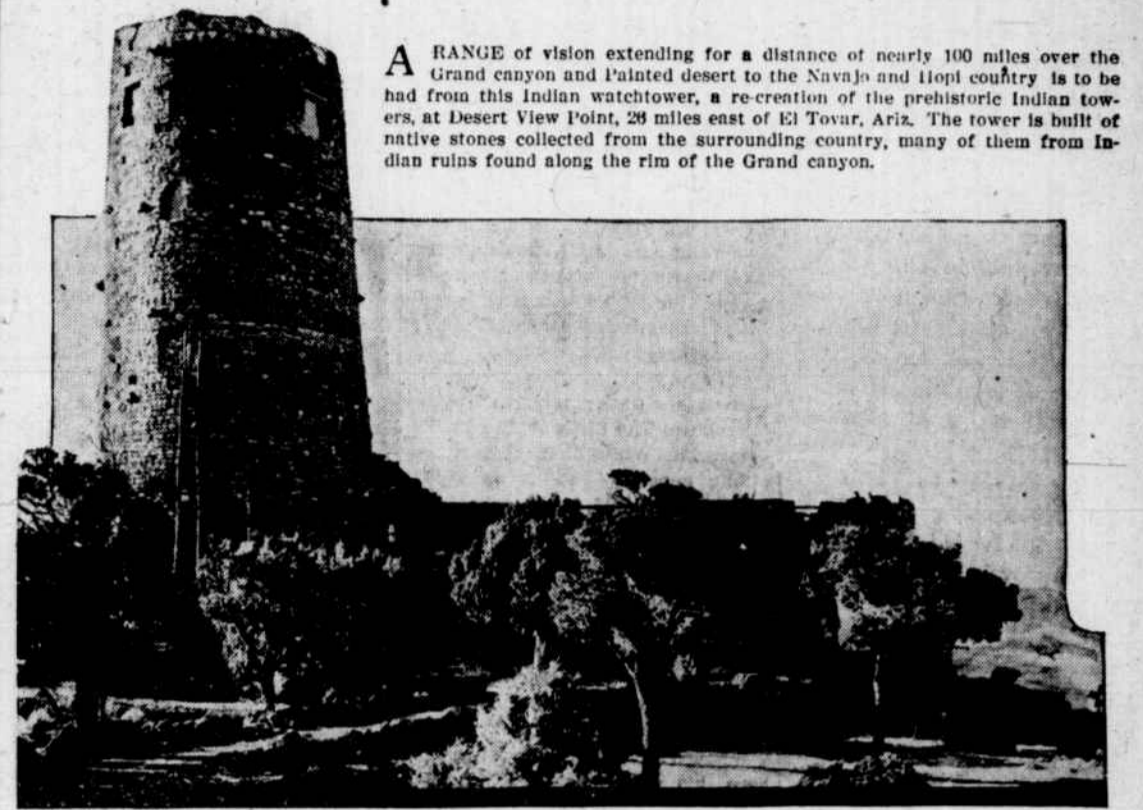 A RANGE of vision extending for a distance of nearly 100 miles over the
Grand canyon and Painted desert to the Navajo and Hopi country is to be
had from this Indian watchtower, a re-creation of the prehistoric Indian tow-
ers, at Desert View Point, 26 miles east of El Tovar, Ariz. The tower is built of
native stones collected from the surrounding country, many of them from In-
dian ruins found along the rim of the Grand canyon.